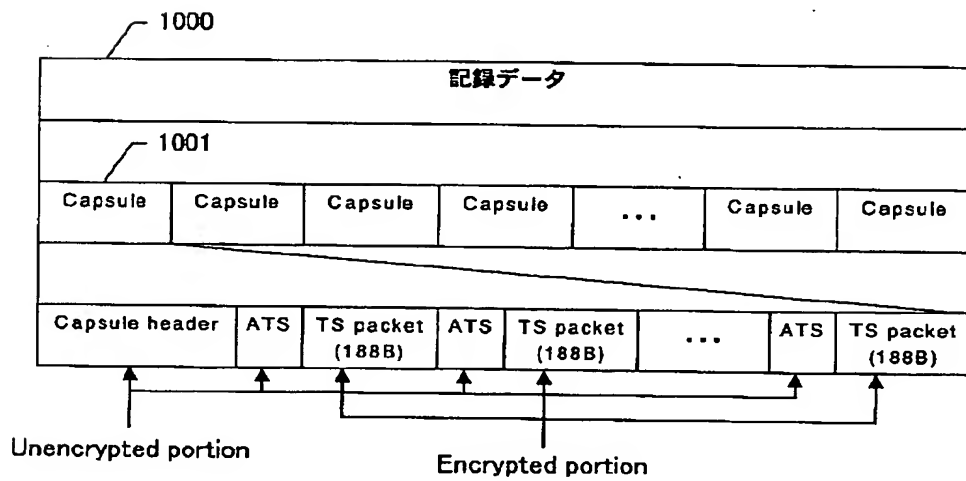 1000
記録データ
1001
Capsule Capsule Capsule Capsule ... Capsule Capsule
Capsule header ATS TS packet (188B) ATS TS packet (188B) ... ATS TS packet (188B)
Unencrypted portion
Encrypted portion